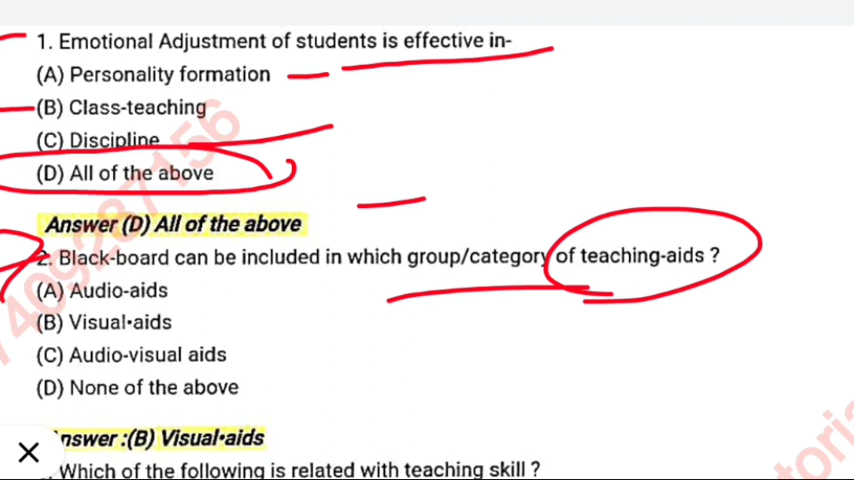 1. Emotional Adjustment of students is effective in-
(A) Personality formation
(B) Class-teaching
(C) Discipline
(D) All of the above
Answer (D) All of the above
2. Black-board can be included in which group/category of teaching-aids ?
(A) Audio-aids
(B) Visual•aids
(C) Audio-visual aids
(D) None of the above
nswer :(B) Visual•aids
Which of the following is related with teaching skill ?
7409287156